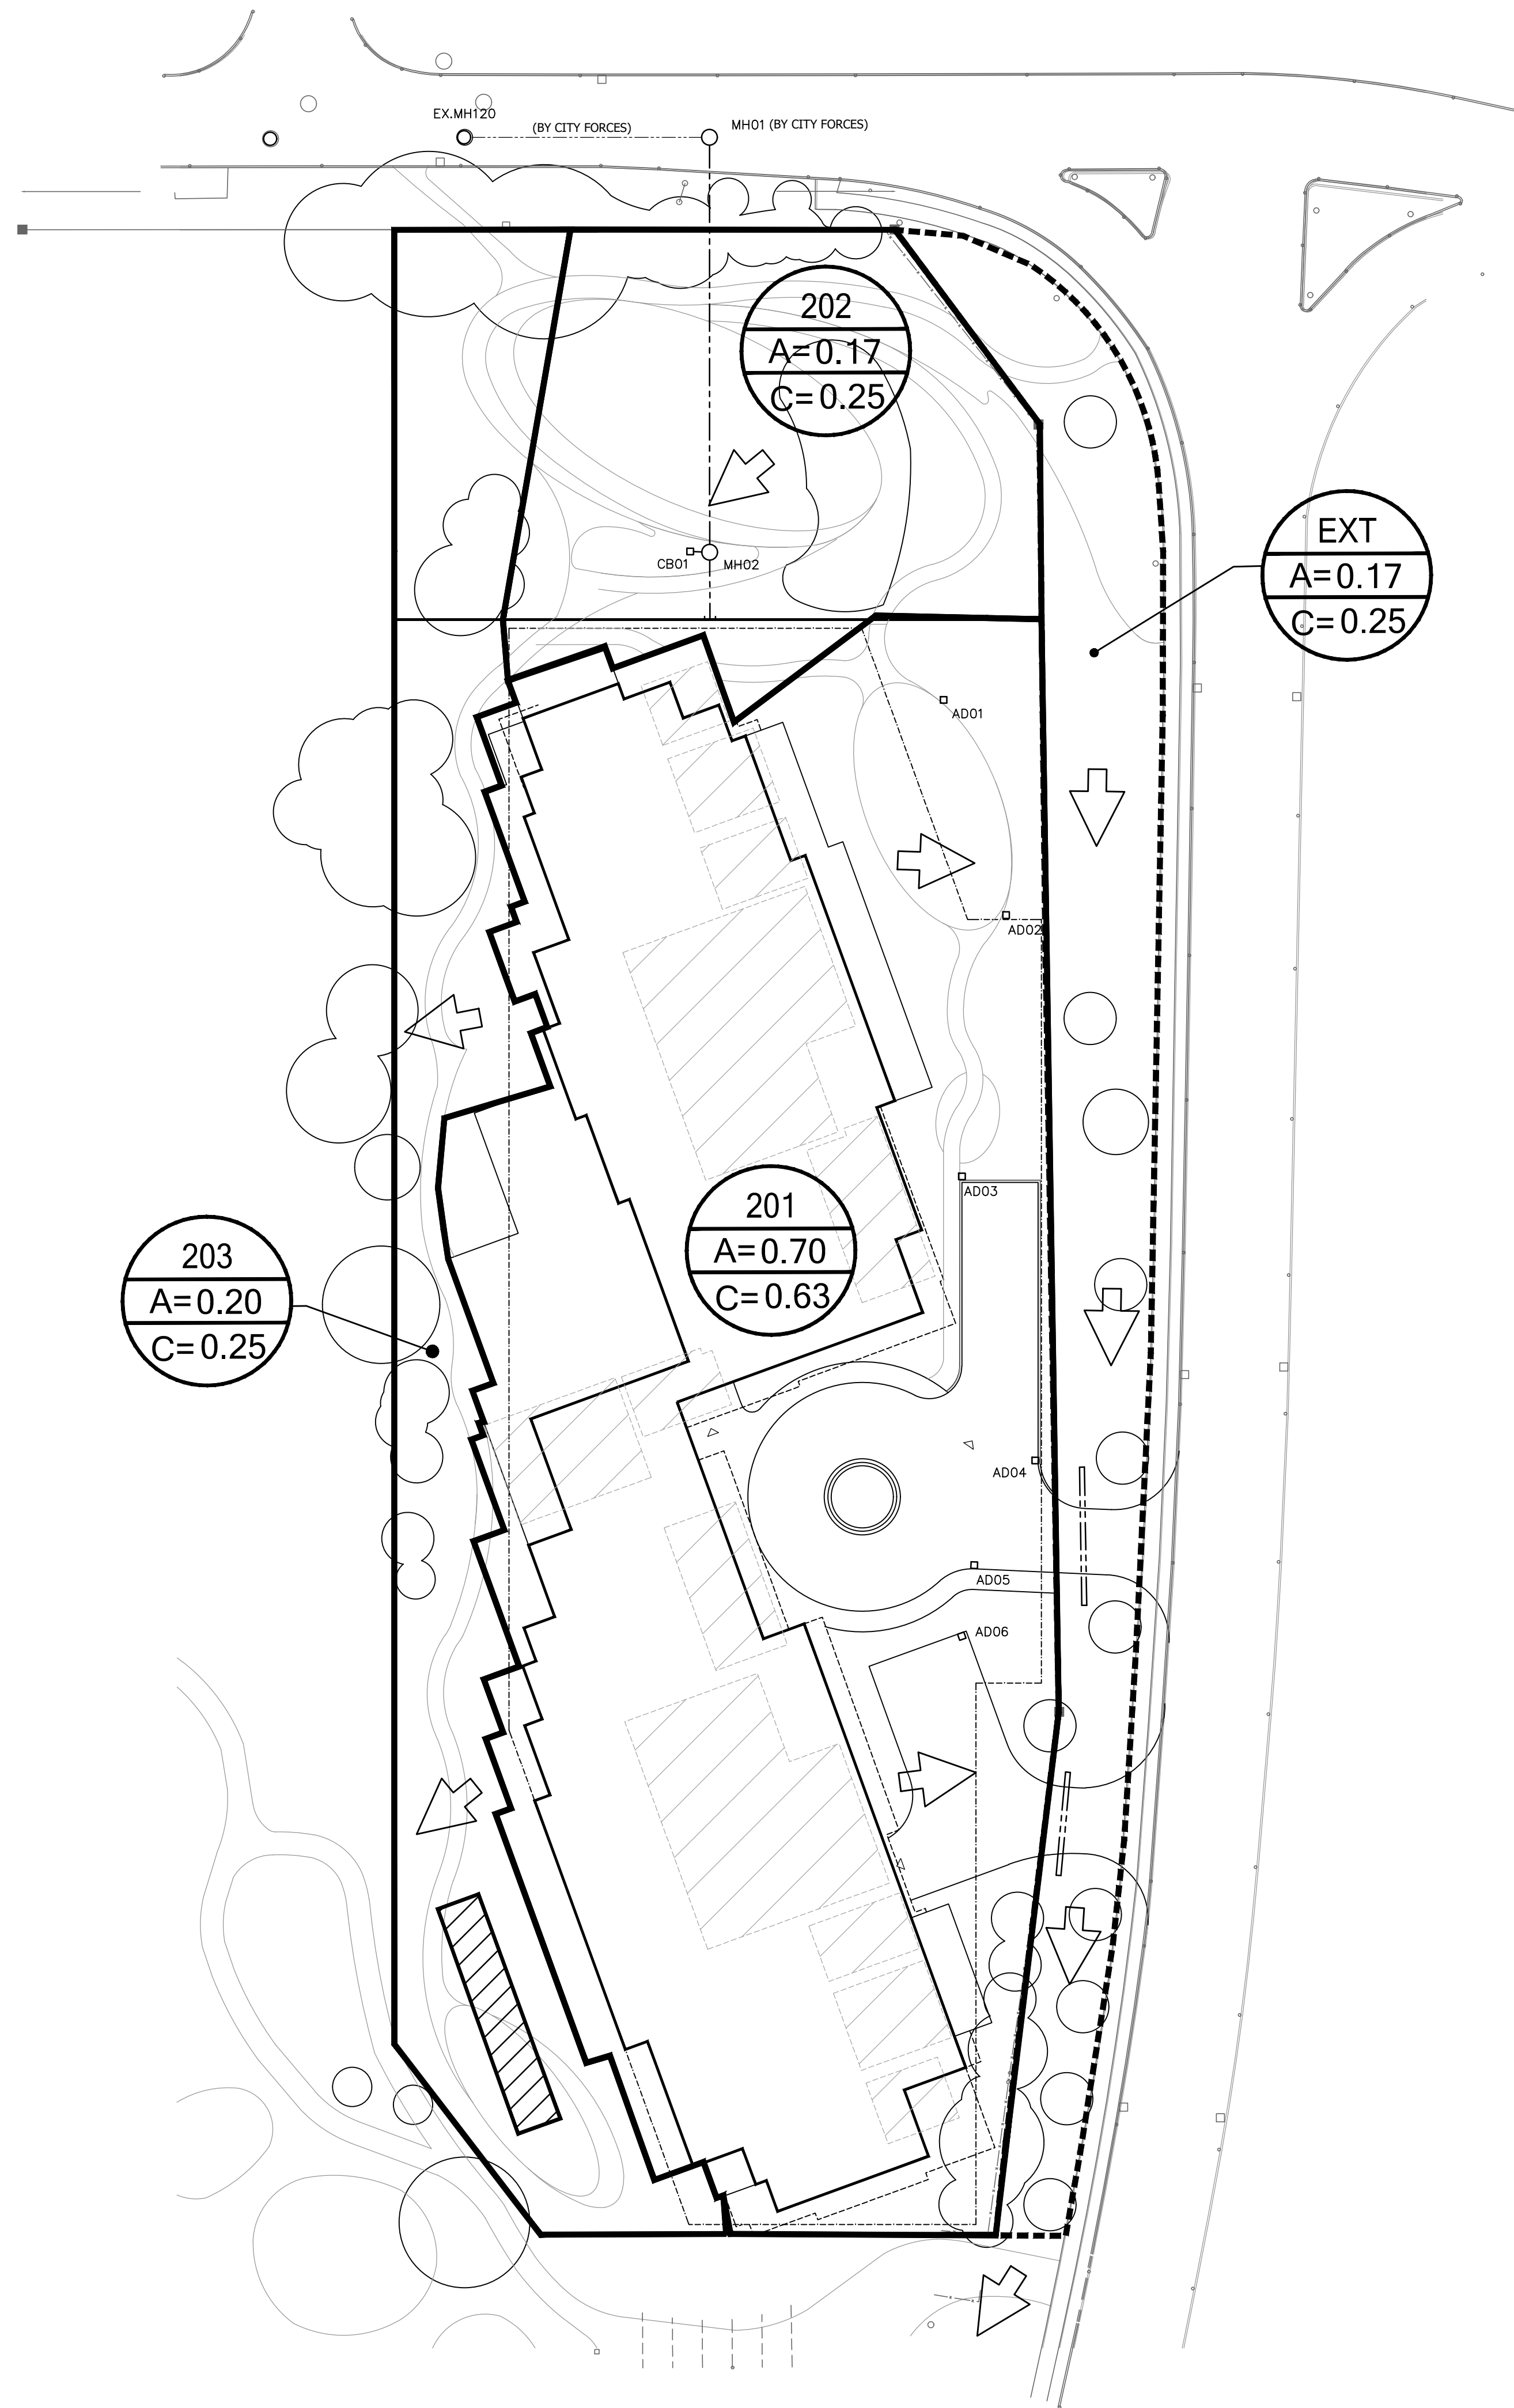 EX.MH120
(BY CITY FORCES)
MH01 (BY CITY FORCES)
202
A=0.17
C=0.25
EXT
A=0.17
C=0.25
CB01
MH02
AD01
AD02
AD03
201
A=0.70
C=0.63
203
A=0.20
C=0.25
AD04
AD05
AD06